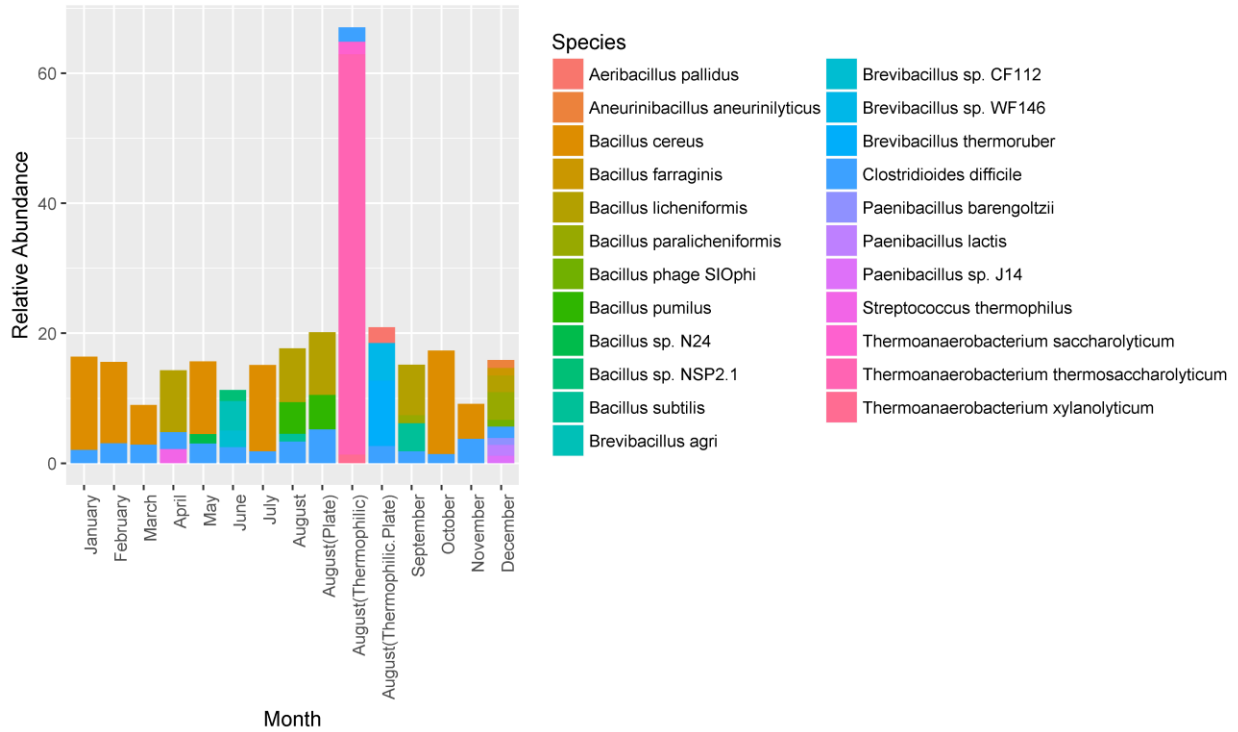 Relative Abundance
60
40
20
0
January
February
March
April
May
June
July
August
August(Plate)
August(Thermophilic)
August(Thermophilic.Plate)
September
October
November
December
Month
Species
Aeribacillus pallidus
Aneurinibacillus aneurinilyticus
Bacillus cereus
Bacillus farraginis
Bacillus licheniformis
Bacillus paralicheniformis
Bacillus phage SIOphi
Bacillus pumilus
Bacillus sp. N24
Bacillus sp. NSP2.1
Bacillus subtilis
Brevibacillus agri
Brevibacillus sp. CF112
Brevibacillus sp. WF146
Brevibacillus thermoruber
Clostridioides difficile
Paenibacillus barengoltzii
Paenibacillus lactis
Paenibacillus sp. J14
Streptococcus thermophilus
Thermoanaerobacterium saccharolyticum
Thermoanaerobacterium thermosaccharolyticum
Thermoanaerobacterium xylanolyticum